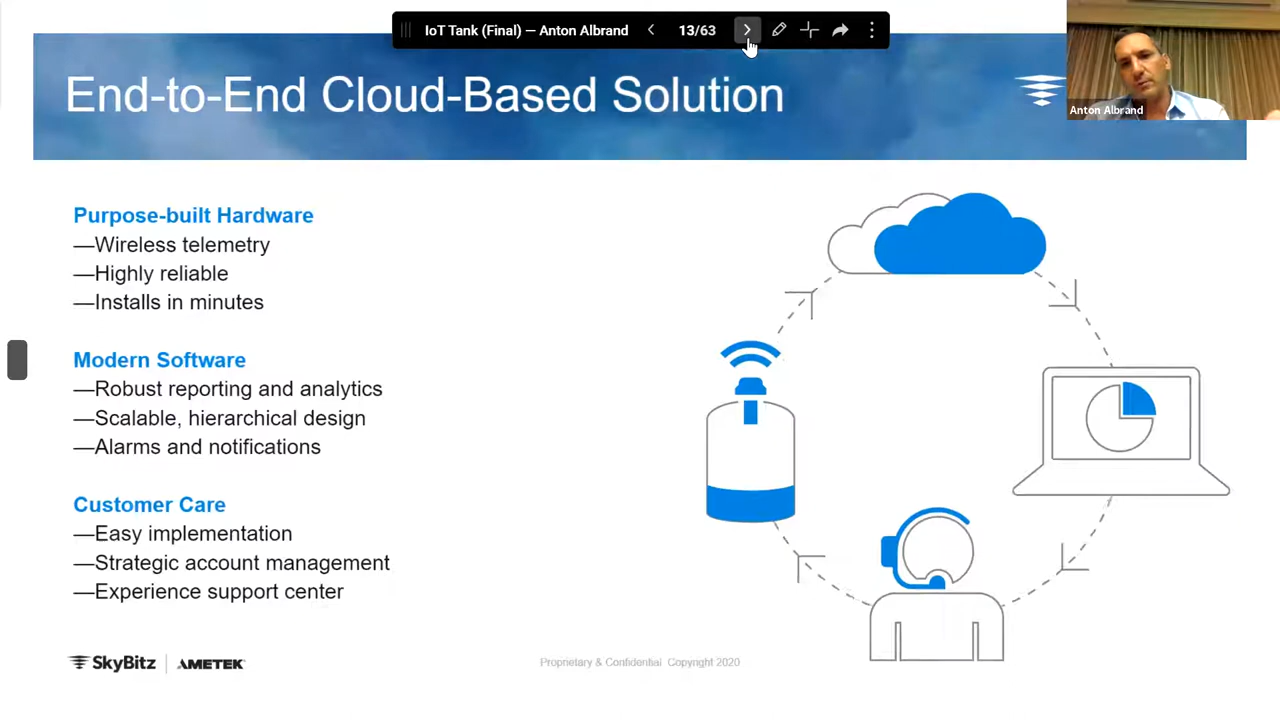 IoT Tank (Final) — Anton Albrand
13/63
End-to-End Cloud-Based Solution
Anton Albrand
Purpose-built Hardware
—Wireless telemetry
—Highly reliable
—Installs in minutes
Modern Software
—Robust reporting and analytics
—Scalable, hierarchical design
—Alarms and notifications
Customer Care
—Easy implementation
—Strategic account management
—Experience support center
SkyBitz
AMETEK
Proprietary & Confidential Copyright 2020